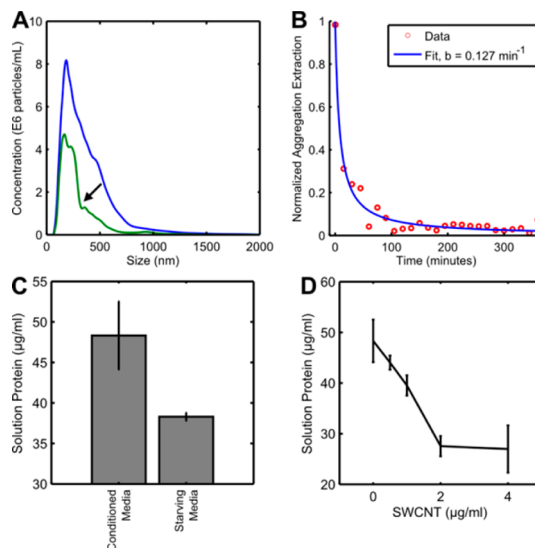 A
Concentration (E6 particles/mL)
10
8
6
4
2
0
0 500 1000 1500 2000
Size (nm)
B
Normalized Aggregation Extraction
Data
Fit, b = 0.127 min⁻¹
1
0.8
0.6
0.4
0.2
0
0 100 200 300
Time (minutes)
C
Solution Protein (µg/ml)
55
50
45
40
35
30
Conditioned
Media
Starving
Media
D
Solution Protein (µg/ml)
60
50
40
30
20
0 2 4
SWCNT (µg/ml)